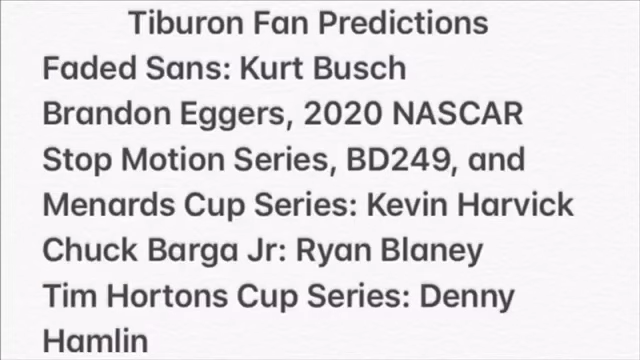 Tiburon Fan Predictions
Faded Sans: Kurt Busch
Brandon Eggers, 2020 NASCAR
Stop Motion Series, BD249, and
Menards Cup Series: Kevin Harvick
Chuck Barga Jr: Ryan Blaney
Tim Hortons Cup Series: Denny
Hamlin